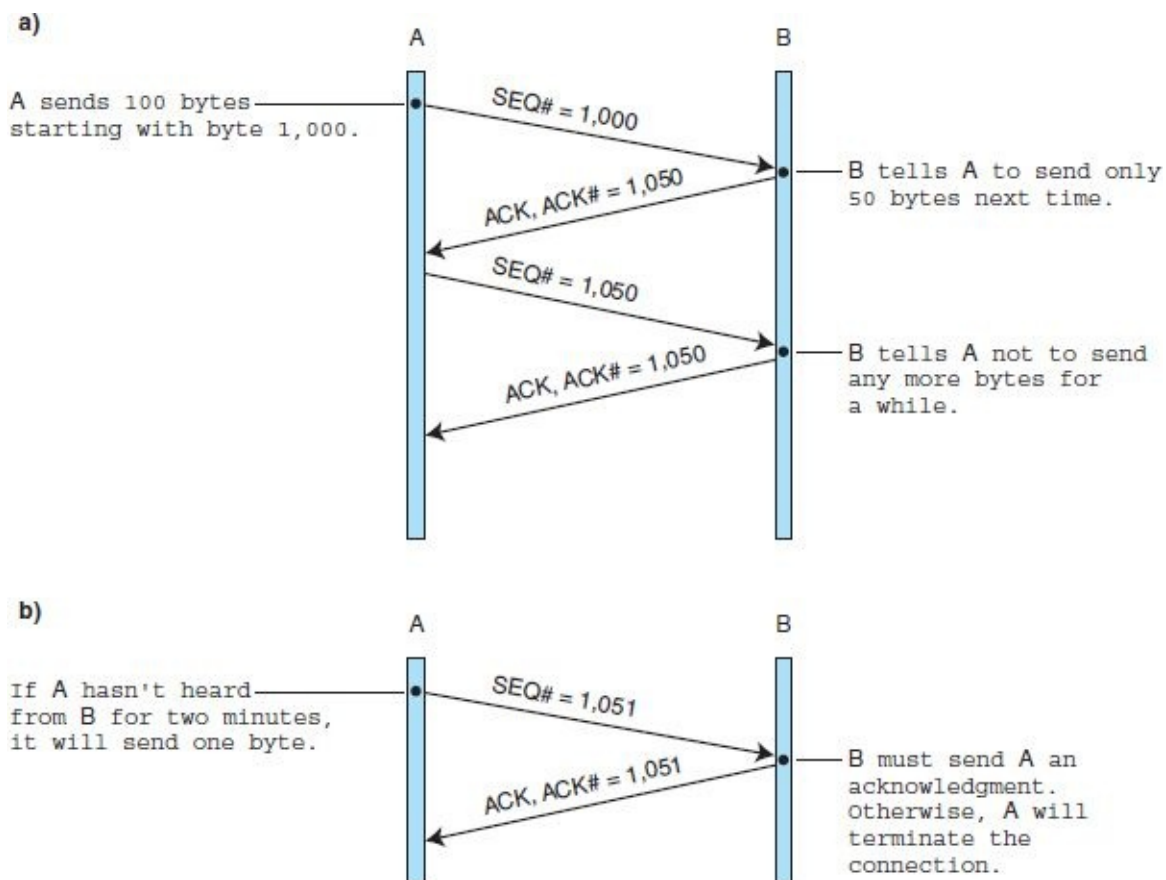 a)
A
B
A sends 100 bytes
starting with byte 1,000.
SEQ# = 1,000
B tells A to send only
50 bytes next time.
ACK, ACK# = 1,050
SEQ# = 1,050
B tells A not to send
any more bytes for
a while.
ACK, ACK# = 1,050
b)
A
B
If A hasn't heard
from B for two minutes,
it will send one byte.
SEQ# = 1,051
B must send A an
acknowledgment.
Otherwise, A will
terminate the
connection.
ACK, ACK# = 1,051